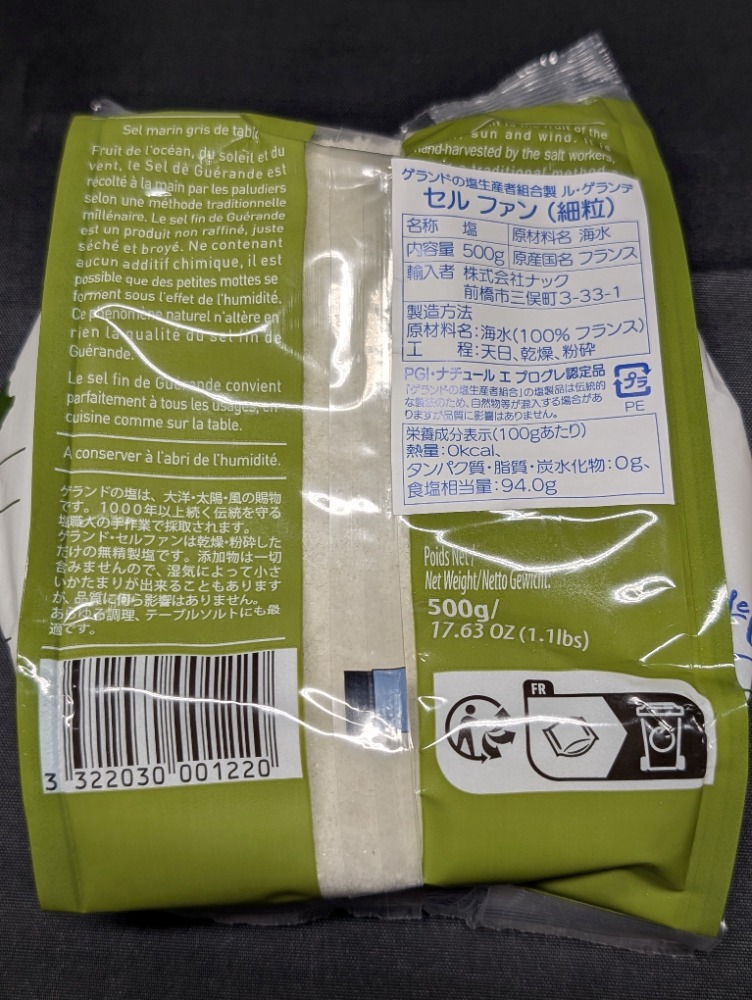 Sel marin gris de table
Fruit de l'océan, du soleil et du
vent, le Sel de Guérande est
récolté à la main par les paludiers
selon une méthode traditionnelle
millénaire. Le sel fin de Guérande
est un produit non raffiné, juste
séché et broyé. Ne contenant
aucun additif chimique, il est
possible que des petites mottes se
forment sous l'effet de l'humidité.
Ce phénomène naturel n'altère en
rien la qualité du sel fin de
Guérande.
Le sel fin de Guérande convient
parfaitement à tous les usages, en
cuisine comme sur la table.
A conserver à l'abri de l'humidité.
ゲランドの塩は、大洋・太陽・風の賜物
です。1000年以上続く伝統を守る
塩職人の手作業で採取されます。
ゲランド・セルファンは乾燥・粉砕した
だけの無精製塩です。添加物は一切
含みませんので、湿気によって小さ
いかたまりが出来ることもあります
が、品質に何ら影響はありません。
あらゆる調理、テーブルソルトにも最
適です。
3 322030 001220
of the
sun and wind. it is
hand-harvested by the salt workers,
traditional
ゲランドの塩生産者組合製 ル・ゲランデ
セル ファン (細粒)
名称 塩 原材料名 海水
内容量 500g 原産国名 フランス
輸入者 株式会社ナック
前橋市三俣町3-33-1
製造方法
原材料名:海水(100% フランス)
工 程:天日、乾燥、粉砕
PGI・ナチュール エ プログレ認定品
「ゲランドの塩生産者組合」の塩製品は伝統的
な製法のため、自然物等が混入する場合があ
りますが品質に影響はありません。
プラ
PE
栄養成分表示(100gあたり)
熱量:0kcal、
タンパク質・脂質・炭水化物:0g、
食塩相当量:94.0g
Poids Net/
Net Weight/Netto Gewicht:
500g/
17.63 OZ (1.1lbs)
FR